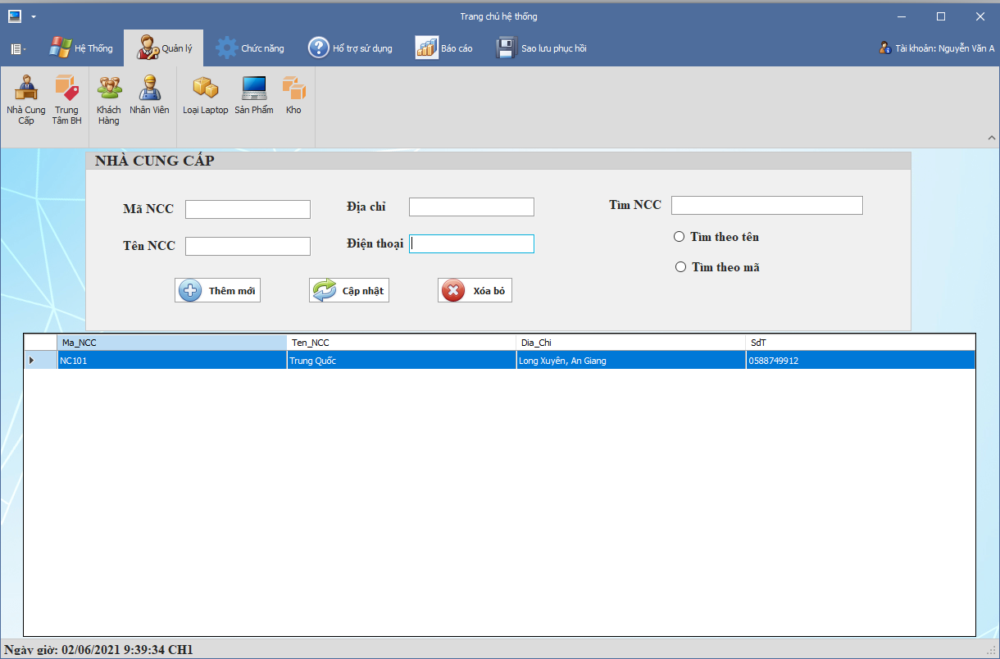 Trang chủ hệ thống
Hệ Thống
Quản lý
Chức năng
Hổ trợ sử dụng
Báo cáo
Sao lưu phục hồi
Tài khoản: Nguyễn Văn A
Nhà Cung
Cấp
Trung
Tâm BH
Khách
Hàng
Nhân Viên
Loại Laptop
Sản Phẩm
Kho
NHÀ CUNG CẤP
Mã NCC
Địa chỉ
Tìm NCC
Tên NCC
Điện thoại
Tìm theo tên
Tìm theo mã
Thêm mới
Cập nhật
Xóa bỏ
Ma_NCC Ten_NCC Dia_Chi SdT
NC101 Trung Quốc Long Xuyên, An Giang 0588749912
Ngày giờ: 02/06/2021 9:39:34 CH1